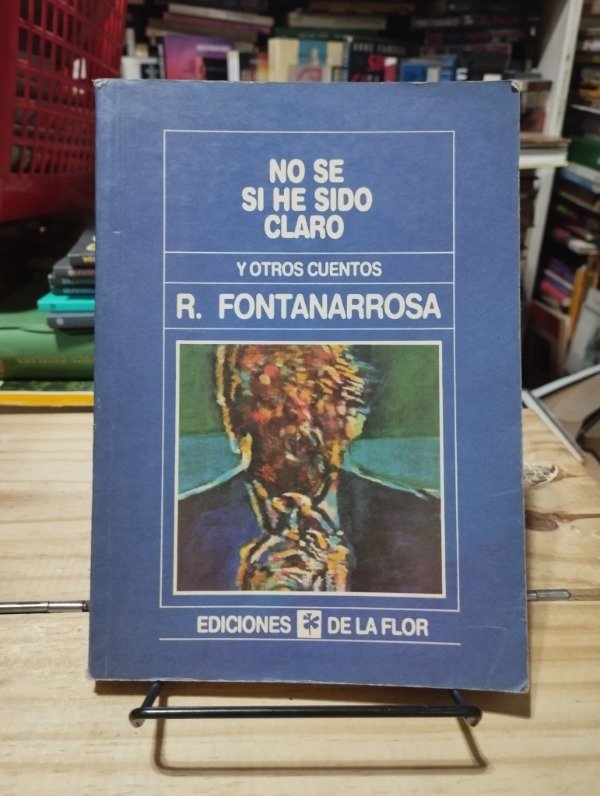 NO SE
SI HE SIDO
CLARO
Y OTROS CUENTOS
R. FONTANARROSA
EDICIONES DE LA FLOR